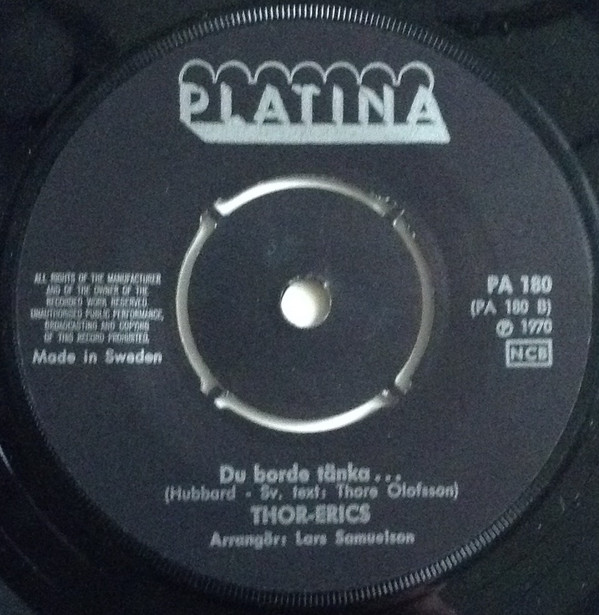 PLATINA
ALL RIGHTS OF THE MANUFACTURER
AND OF THE OWNER OF THE
RECORDED WORK RESERVED.
UNAUTHORISED PUBLIC PERFORMANCE,
BROADCASTING AND COPYING
OF THIS RECORD PROHIBITED.
Made in Sweden
PA 180
(PA 180 B)
℗ 1970
NCB
Du borde tänka...
(Hubbard - Sv. text: Thore Olofsson)
THOR-ERICS
Arrangör: Lars Samuelson